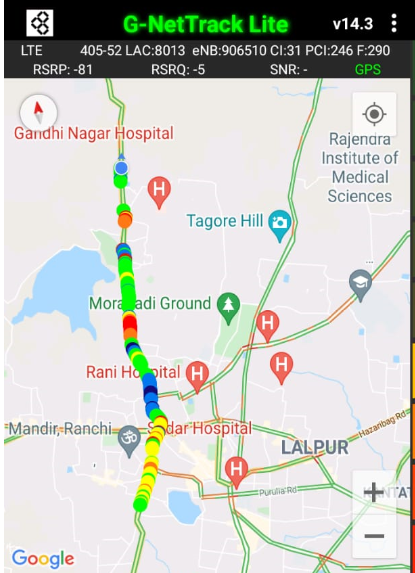 G-NetTrack Lite v14.3
LTE 405-52 LAC:8013 eNB:906510 CI:31 PCI:246 F:290
RSRP: -81 RSRQ: -5 SNR: - GPS
Gandhi Nagar Hospital
Rajendra
Institute of
Medical
Sciences
H
Tagore Hill
Morabadi Ground
H
Rani Hospital H
H
Mandir, Ranchi
Sadar Hospital
Hazaribag Rd
LALPUR
H
Purulia Rd
Google